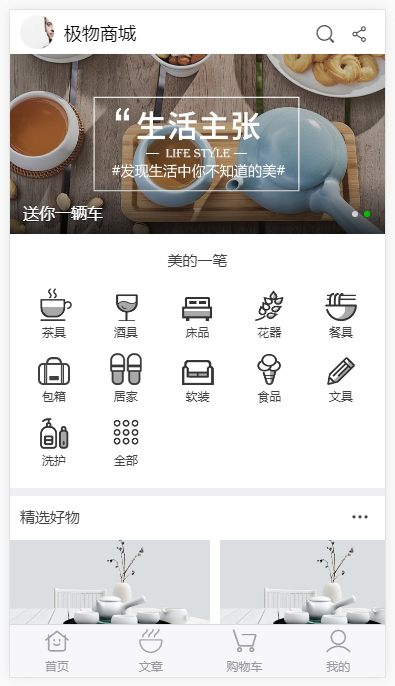 极物商城
“生活主张
LIFE STYLE
#发现生活中你不知道的美#
送你一辆车
美的一笔
茶具 酒具 床品 花器 餐具
包箱 居家 软装 食品 文具
洗护 全部
精选好物
首页 文章 购物车 我的